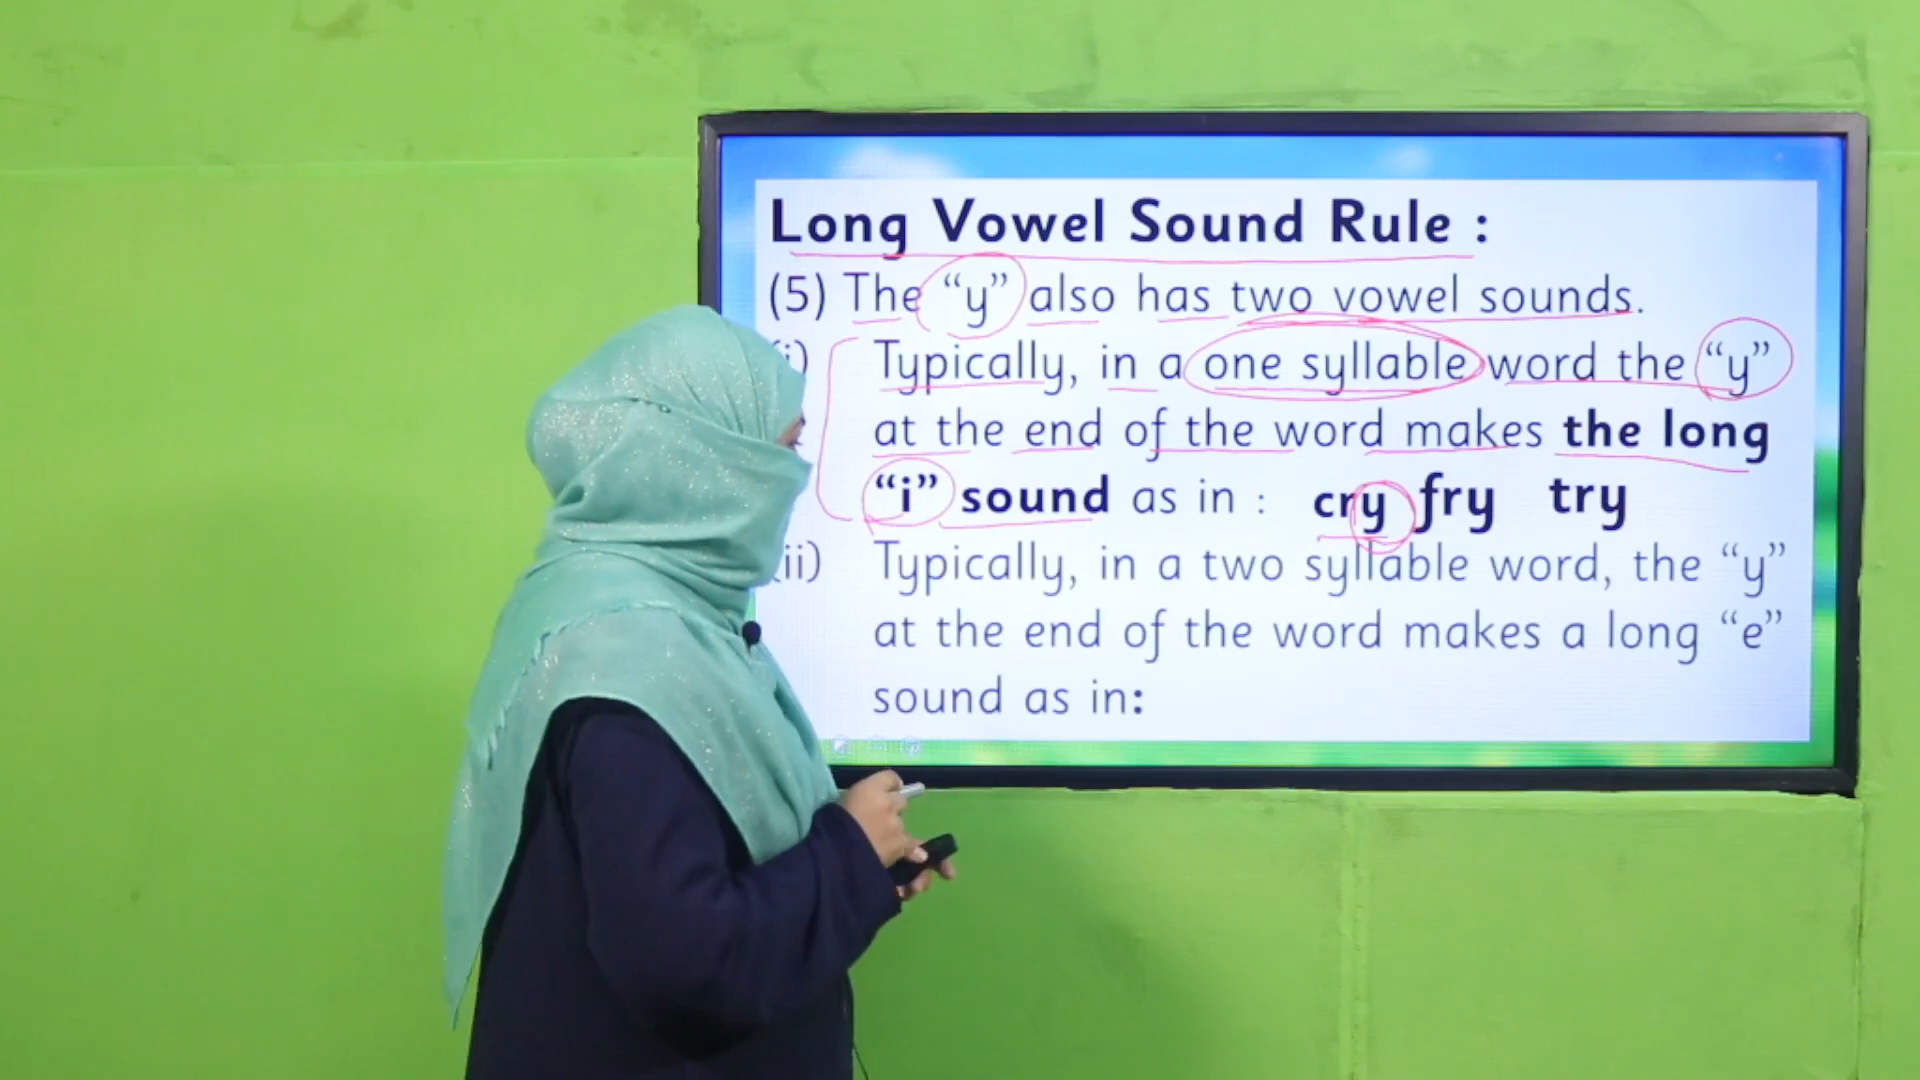 Long Vowel Sound Rule :
(5) The “y” also has two vowel sounds.
(i) Typically, in a one syllable word the “y”
at the end of the word makes the long
“i” sound as in : cry fry try
(ii) Typically, in a two syllable word, the “y”
at the end of the word makes a long “e”
sound as in: